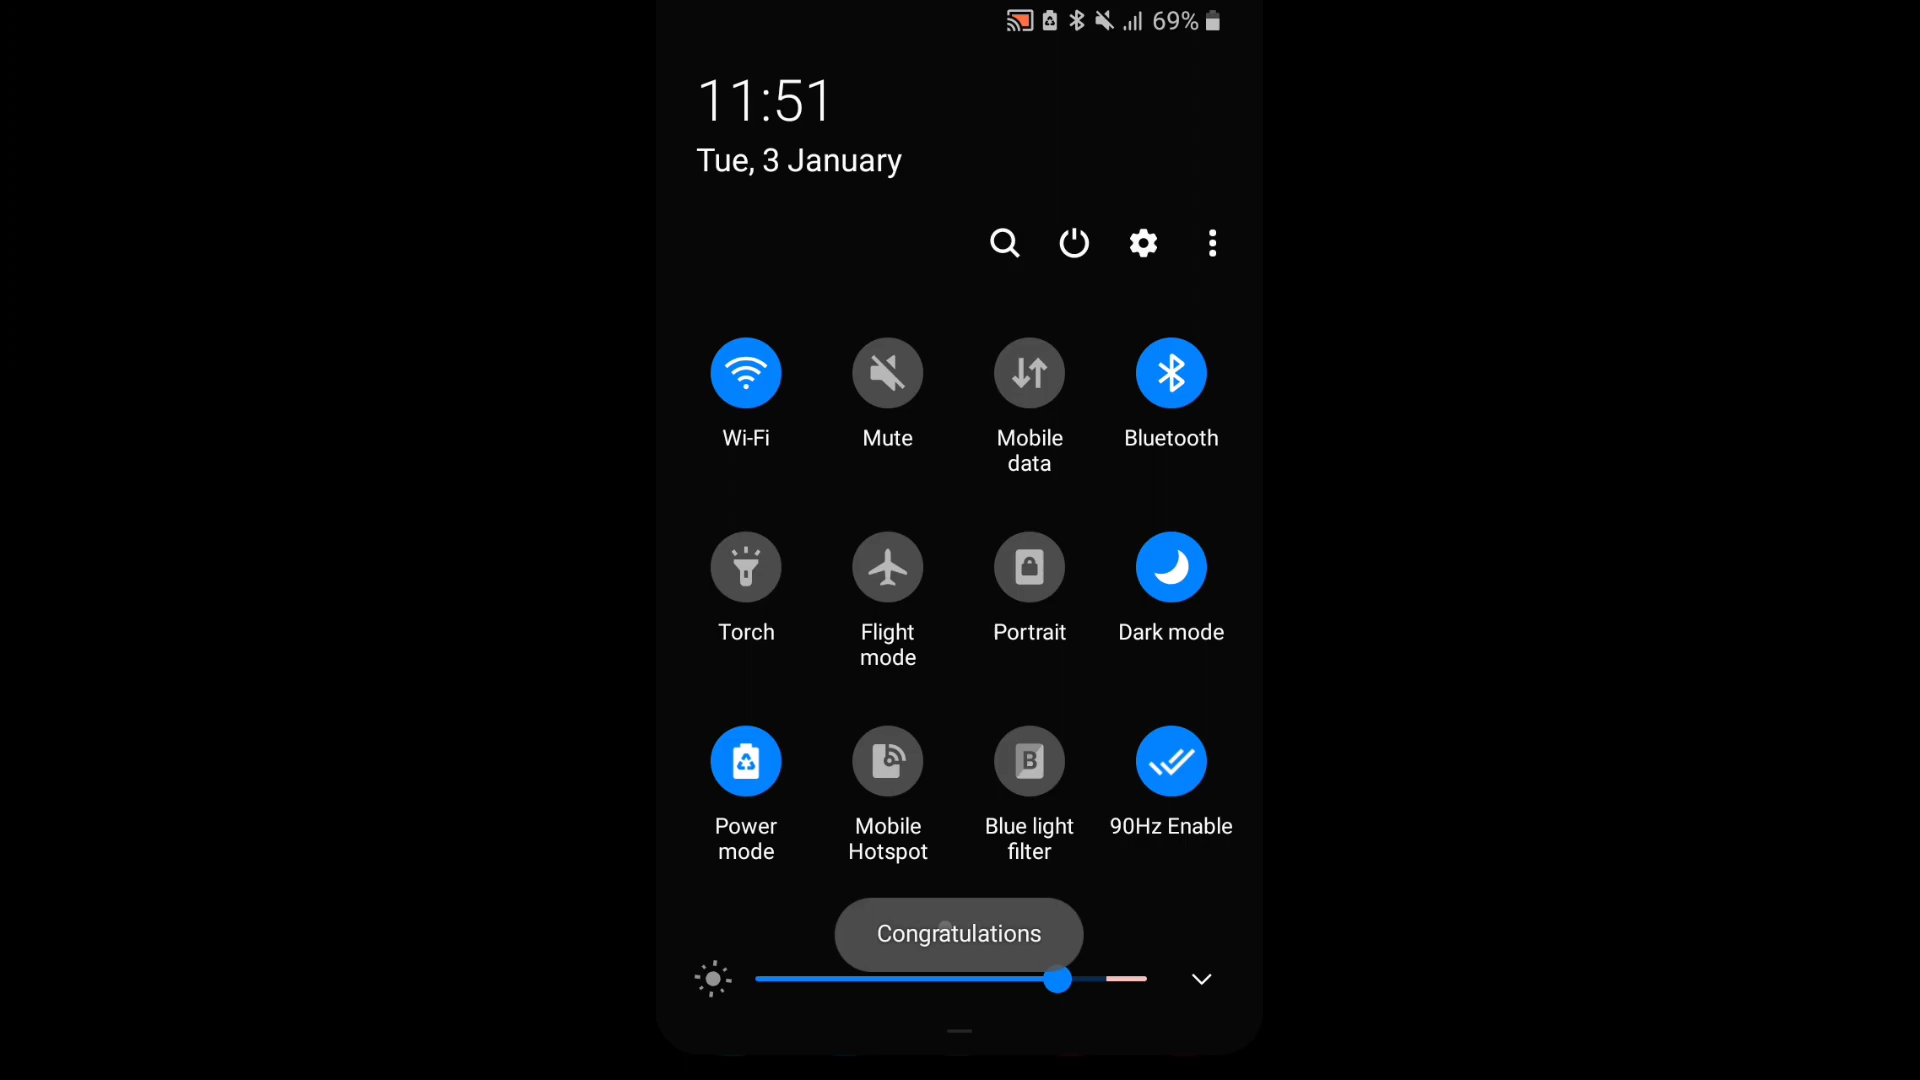 69%
11:51
Tue, 3 January
Wi-Fi
Mute
Mobile
data
Bluetooth
Torch
Flight
mode
Portrait
Dark mode
Power
mode
Mobile
Hotspot
B
Blue light
filter
90Hz Enable
Congratulations